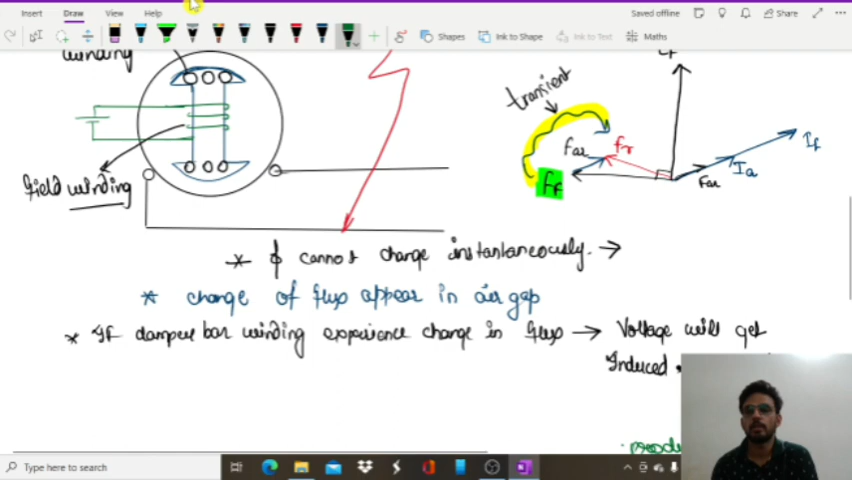 Insert Draw View Help
Saved offline Share
Shapes Ink to Shape Ink to Text Maths
winding
transient
Far
Fr
If
Ff
Far
Ia
field winding
* ϕ cannot change instantaneously. →
* change of flux appear in air gap
* If damper bar winding experience change in flux → Voltage will get
Induced.
Type here to search